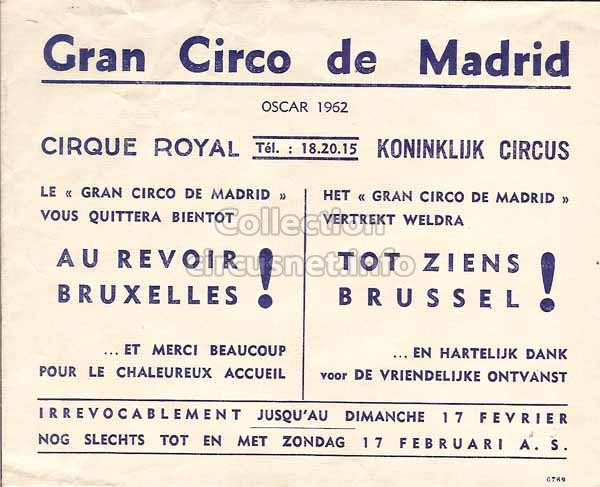 Gran Circo de Madrid
OSCAR 1962
CIRQUE ROYAL Tél. : 18.20.15 KONINKLIJK CIRCUS
LE « GRAN CIRCO DE MADRID »
VOUS QUITTERA BIENTOT
AU REVOIR
BRUXELLES !
... ET MERCI BEAUCOUP
POUR LE CHALEUREUX ACCUEIL
HET « GRAN CIRCO DE MADRID »
VERTREKT WELDRA
TOT ZIENS
BRUSSEL !
... EN HARTELIJK DANK
voor DE VRIENDELIJKE ONTVANST
IRREVOCABLEMENT JUSQU'AU DIMANCHE 17 FEVRIER
NOG SLECHTS TOT EN MET ZONDAG 17 FEBRUARI A. S.
6769
Collection
circusnet.info